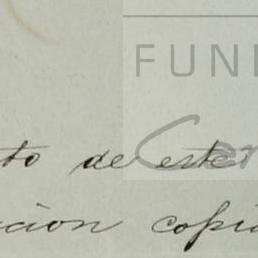 FUN
to de este
cion copi